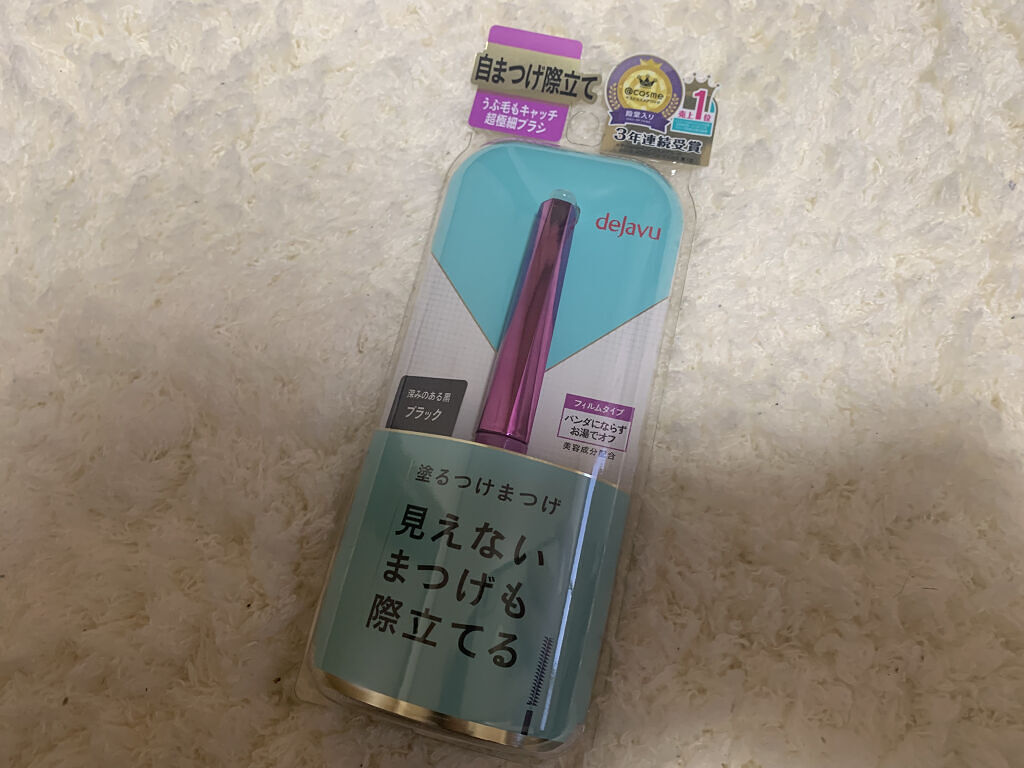 自まつげ際立て
うぶ毛もキャッチ
超極細ブラシ
@cosme
殿堂入り
3年連続受賞
売上1位
dejavu
深みのある黒
ブラック
フィルムタイプ
パンダにならず
お湯でオフ
美容成分配合
塗るつけまつげ
見えない
まつげも
際立てる